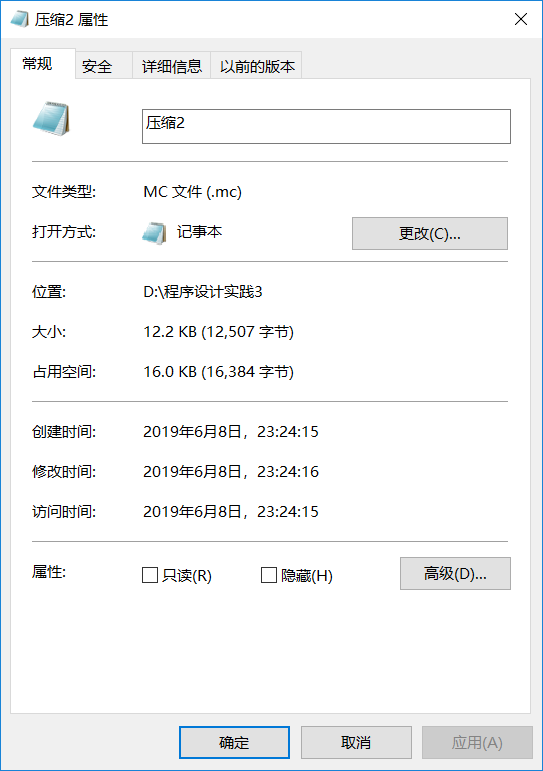 压缩2 属性
常规 安全 详细信息 以前的版本
压缩2
文件类型: MC 文件 (.mc)
打开方式: 记事本 更改(C)...
位置: D:\程序设计实践3
大小: 12.2 KB (12,507 字节)
占用空间: 16.0 KB (16,384 字节)
创建时间: 2019年6月8日，23:24:15
修改时间: 2019年6月8日，23:24:16
访问时间: 2019年6月8日，23:24:15
属性: 只读(R) 隐藏(H) 高级(D)...
确定 取消 应用(A)